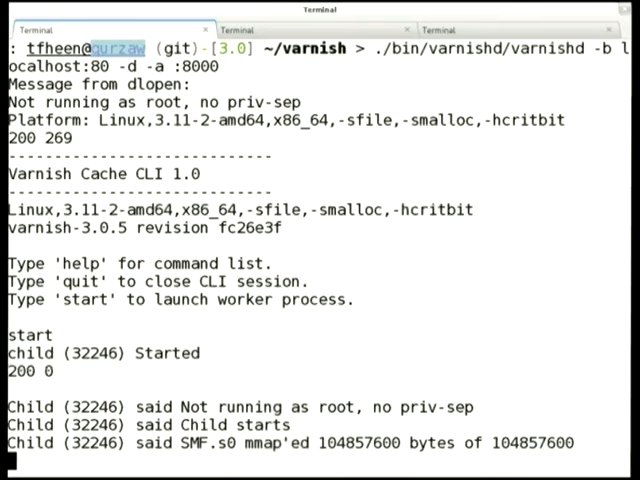 Terminal
Terminal × Terminal × Terminal ×
: tfheen@qurzaw (git)-[3.0] ~/varnish > ./bin/varnishd/varnishd -b l
ocalhost:80 -d -a :8000
Message from dlopen:
Not running as root, no priv-sep
Platform: Linux,3.11-2-amd64,x86_64,-sfile,-smalloc,-hcritbit
200 269
-----------------------------
Varnish Cache CLI 1.0
-----------------------------
Linux,3.11-2-amd64,x86_64,-sfile,-smalloc,-hcritbit
varnish-3.0.5 revision fc26e3f
Type 'help' for command list.
Type 'quit' to close CLI session.
Type 'start' to launch worker process.
start
child (32246) Started
200 0
Child (32246) said Not running as root, no priv-sep
Child (32246) said Child starts
Child (32246) said SMF.s0 mmap'ed 104857600 bytes of 104857600